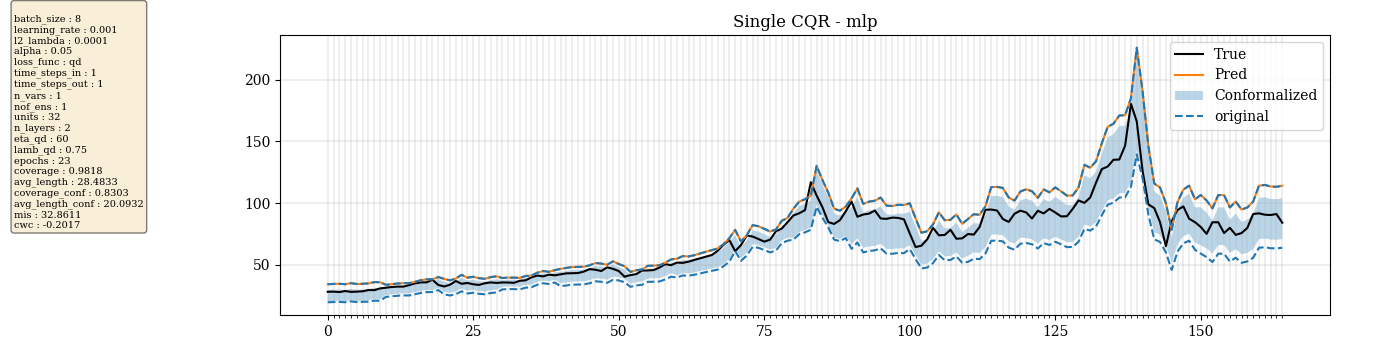 batch_size : 8
learning_rate : 0.001
l2_lambda : 0.0001
alpha : 0.05
loss_func : qd
time_steps_in : 1
time_steps_out : 1
n_vars : 1
nof_ens : 1
units : 32
n_layers : 2
eta_qd : 60
lamb_qd : 0.75
epochs : 23
coverage : 0.9818
avg_length : 28.4833
coverage_conf : 0.8303
avg_length_conf : 20.0932
mis : 32.8611
cwc : -0.2017
Single CQR - mlp
True
Pred
Conformalized
original
200
150
100
50
0 25 50 75 100 125 150